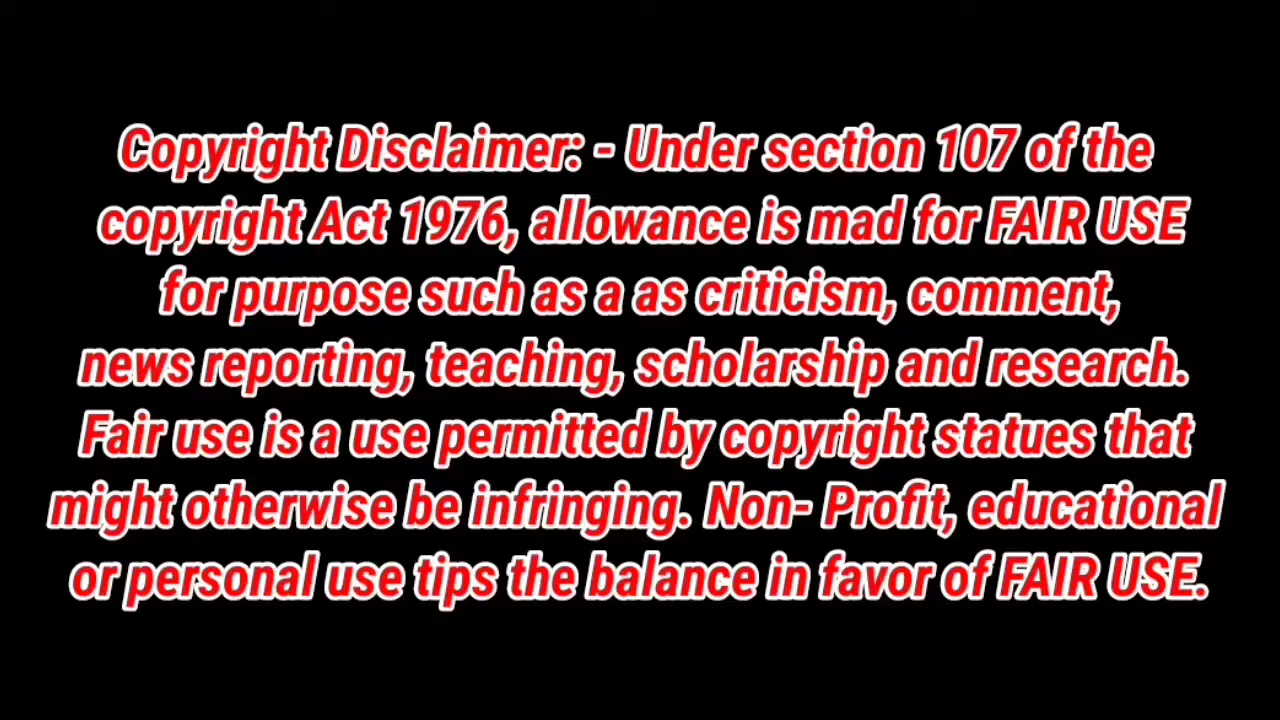 Copyright Disclaimer: - Under section 107 of the
copyright Act 1976, allowance is mad for FAIR USE
for purpose such as a as criticism, comment,
news reporting, teaching, scholarship and research.
Fair use is a use permitted by copyright statues that
might otherwise be infringing. Non- Profit, educational
or personal use tips the balance in favor of FAIR USE.